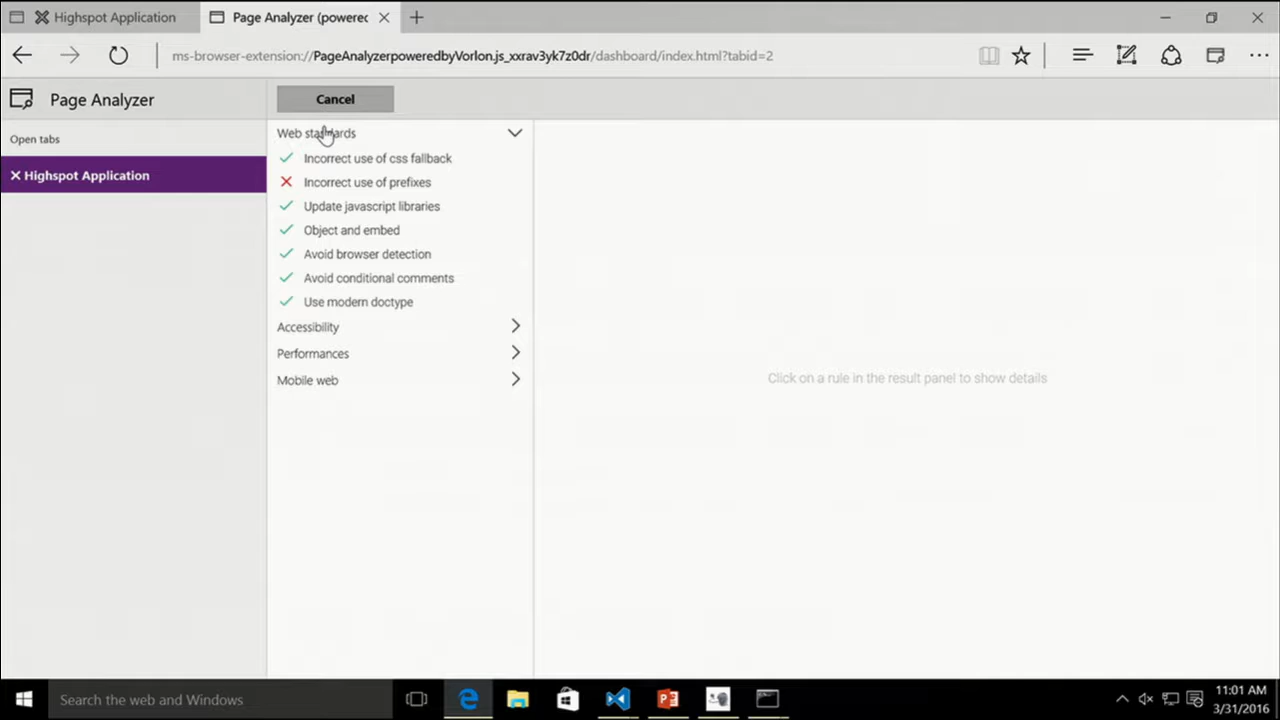 Highspot Application
Page Analyzer (powerec
ms-browser-extension://PageAnalyzerpoweredbyVorlon.js_xxrav3yk7z0dr/dashboard/index.html?tabid=2
Page Analyzer
Cancel
Open tabs
Highspot Application
Web standards
Incorrect use of css fallback
Incorrect use of prefixes
Update javascript libraries
Object and embed
Avoid browser detection
Avoid conditional comments
Use modern doctype
Accessibility
Performances
Mobile web
Click on a rule in the result panel to show details
Search the web and Windows
11:01 AM
3/31/2016